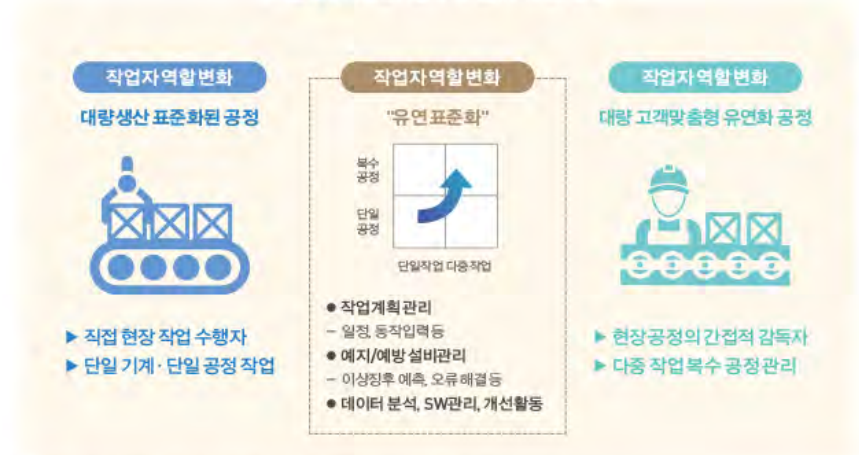 작업자역할변화
대량생산 표준화된 공정
▶ 직접 현장 작업 수행자
▶ 단일 기계·단일 공정 작업
작업자역할변화
"유연표준화"
복수
공정
단일
공정
단일작업 다중작업
● 작업계획관리
– 일정, 동작입력등
● 예지/예방 설비관리
– 이상징후 예측, 오류해결등
● 데이터 분석, SW관리, 개선활동
작업자역할변화
대량 고객맞춤형 유연화 공정
▶ 현장공정의간접적 감독자
▶ 다중 작업복수 공정관리